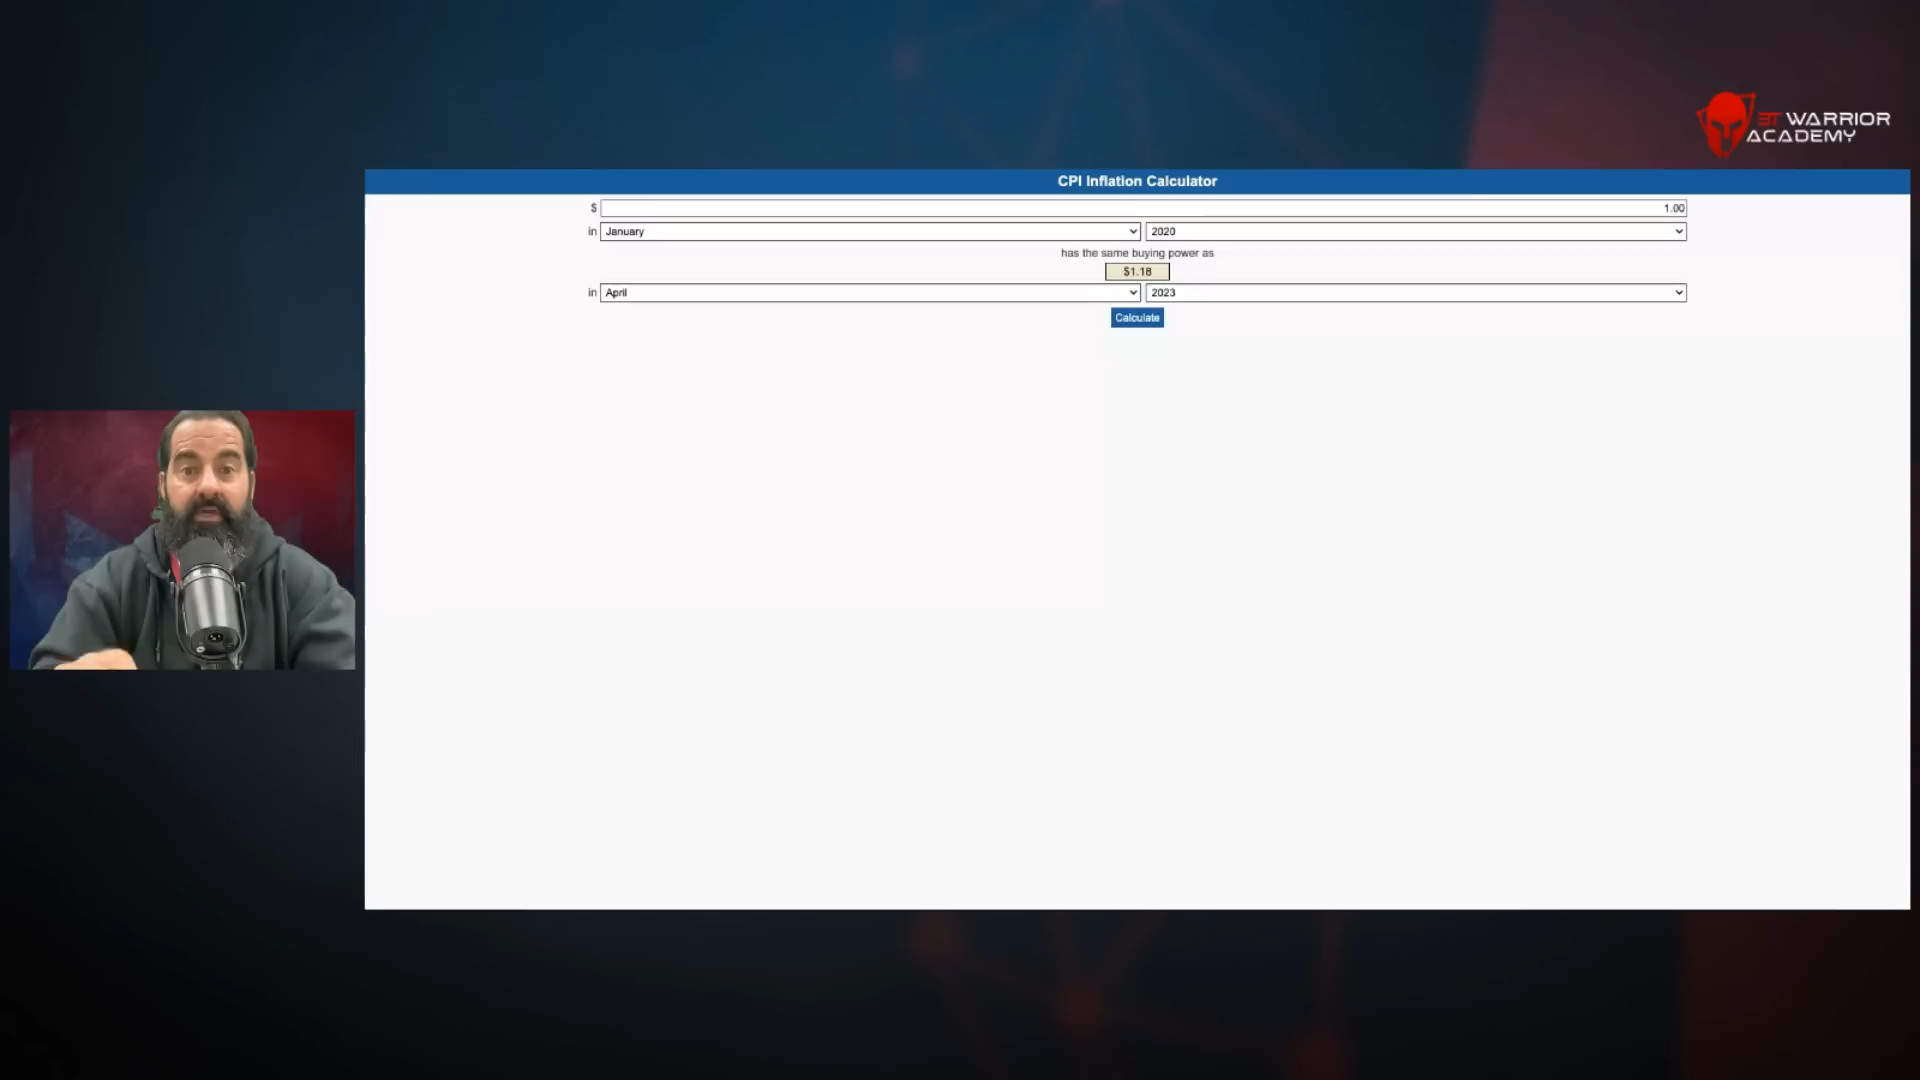 3T WARRIOR
ACADEMY
CPI Inflation Calculator
$ 1.00
in January 2020
has the same buying power as
$1.18
in April 2023
Calculate